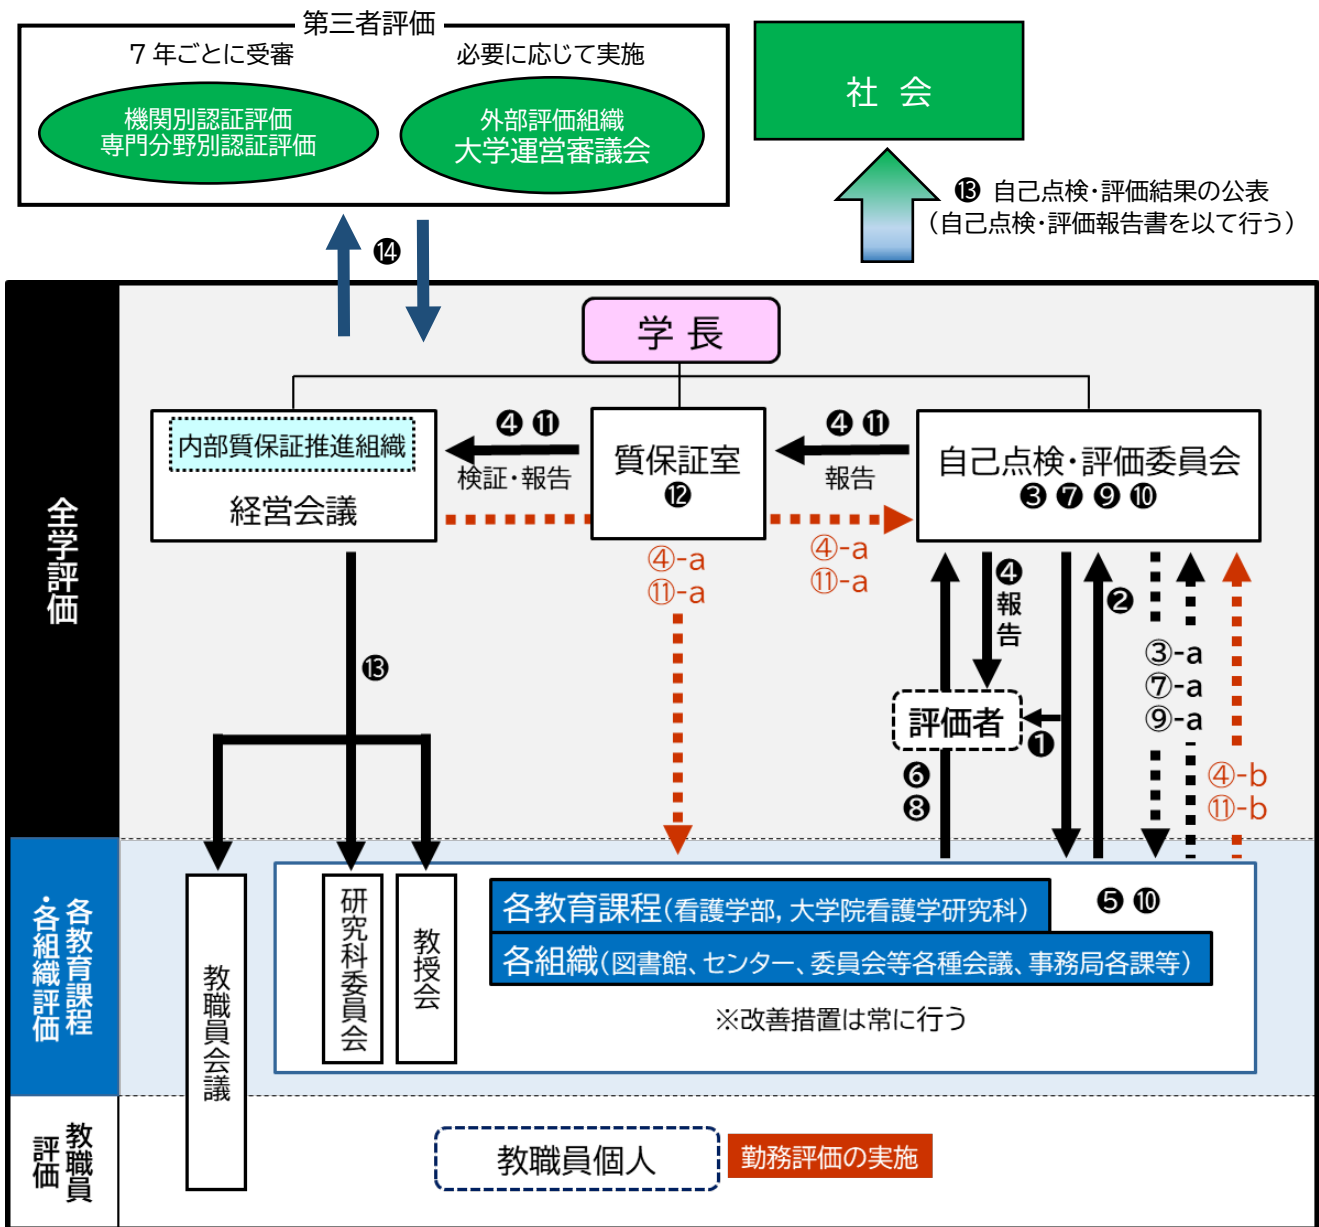 第三者評価
7年ごとに受審
必要に応じて実施
機関別認証評価
専門分野別認証評価
外部評価組織
大学運営審議会
社 会
⓭ 自己点検・評価結果の公表
（自己点検・評価報告書を以て行う）
⓮
全学評価
学 長
内部質保証推進組織
経営会議
❹ ⓫
検証・報告
質保証室
⓬
❹ ⓫
報告
自己点検・評価委員会
❸ ❼ ❾ ❿
④-a
⑪-a
④-a
⑪-a
❹
報告
❷
③-a
⑦-a
⑨-a
⓭
評価者
❶
❻
❽
④-b
⑪-b
各教育課程
・各組織評価
各教育課程（看護学部，大学院看護学研究科）
❺ ❿
各組織（図書館、センター、委員会等各種会議、事務局各課等）
※改善措置は常に行う
教職員会議
研究科委員会
教授会
教職員
評価
教職員個人
勤務評価の実施